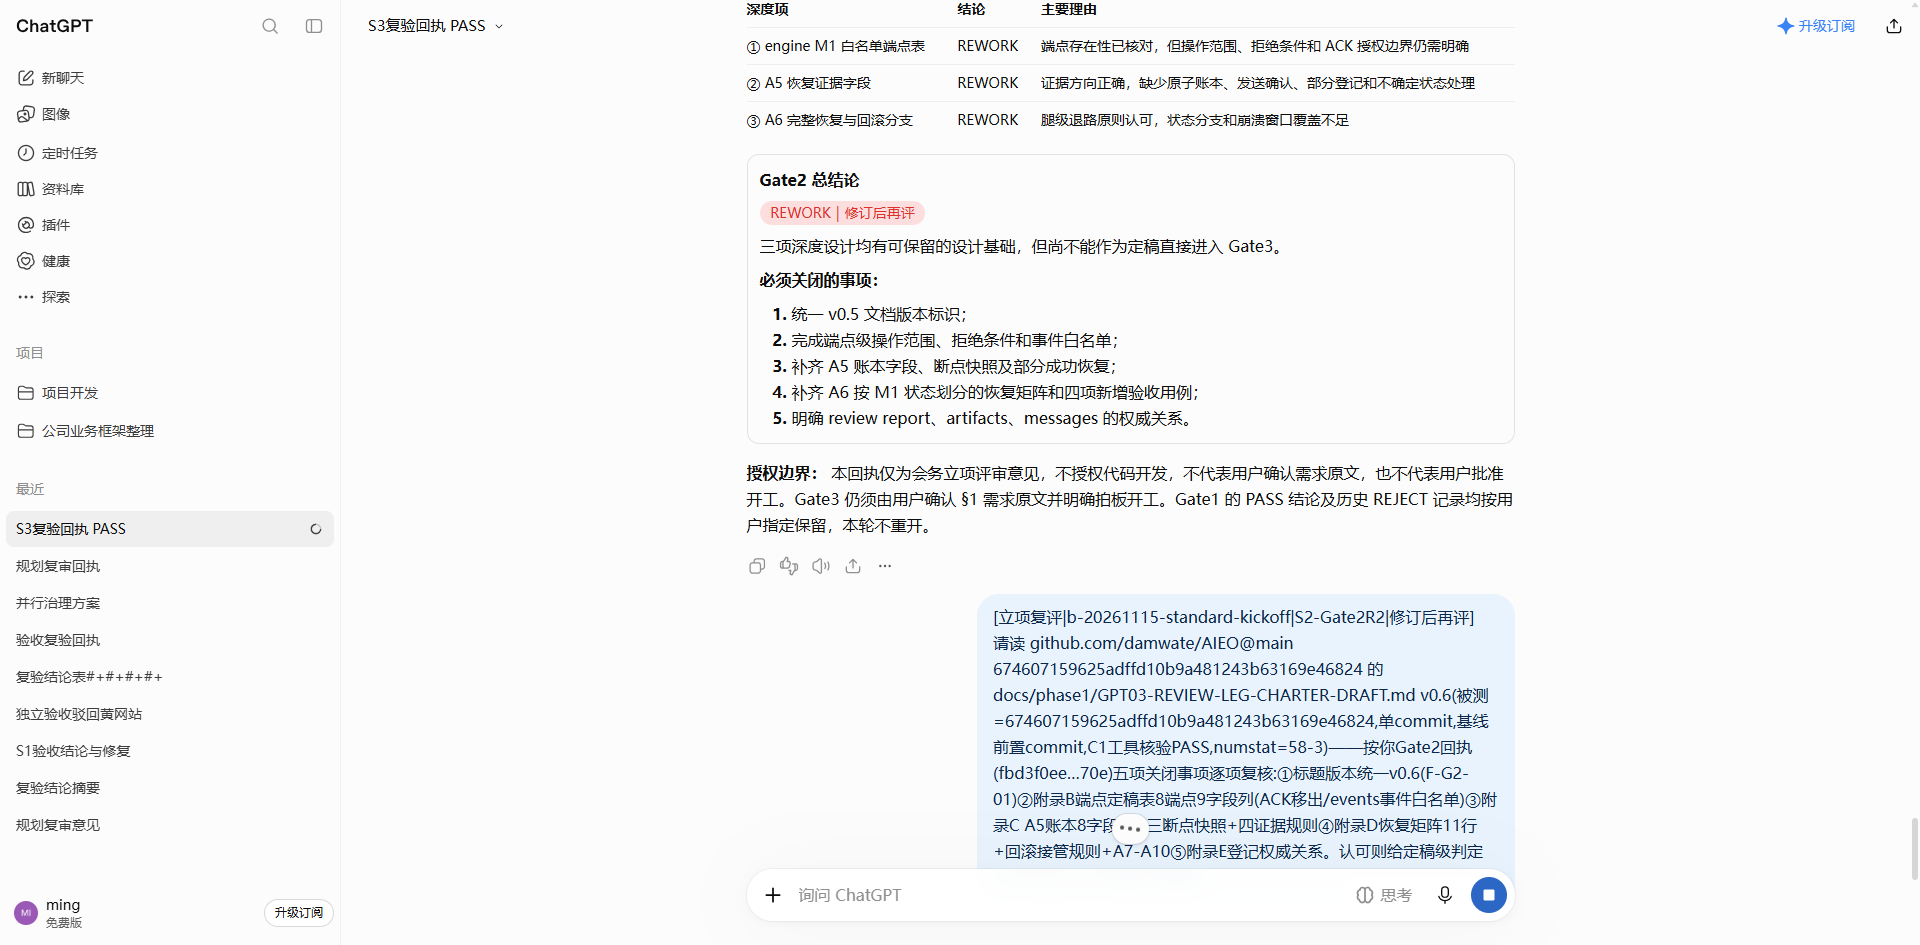 ChatGPT
新聊天
图像
定时任务
资料库
插件
健康
探索
项目
项目开发
公司业务框架整理
最近
S3复验回执 PASS
规划复审回执
并行治理方案
验收复验回执
复验结论表#+#+#+#+
独立验收驳回黄网站
S1验收结论与修复
复验结论摘要
规划复审意见
MI
ming
免费版
升级订阅
S3复验回执 PASS
升级订阅
深度项 结论 主要理由
① engine M1 白名单端点表 REWORK 端点存在性已核对，但操作范围、拒绝条件和 ACK 授权边界仍需明确
② A5 恢复证据字段 REWORK 证据方向正确，缺少原子账本、发送确认、部分登记和不确定状态处理
③ A6 完整恢复与回滚分支 REWORK 腿级退路原则认可，状态分支和崩溃窗口覆盖不足
Gate2 总结论
REWORK｜修订后再评
三项深度设计均有可保留的设计基础，但尚不能作为定稿直接进入 Gate3。
必须关闭的事项：
1. 统一 v0.5 文档版本标识；
2. 完成端点级操作范围、拒绝条件和事件白名单；
3. 补齐 A5 账本字段、断点快照及部分成功恢复；
4. 补齐 A6 按 M1 状态划分的恢复矩阵和四项新增验收用例；
5. 明确 review report、artifacts、messages 的权威关系。
授权边界： 本回执仅为会务立项评审意见，不授权代码开发，不代表用户确认需求原文，也不代表用户批准
开工。Gate3 仍须由用户确认 §1 需求原文并明确拍板开工。Gate1 的 PASS 结论及历史 REJECT 记录均按用
户指定保留，本轮不重开。
[立项复评|b-20261115-standard-kickoff|S2-Gate2R2|修订后再评]
请读 github.com/damwate/AIEO@main
674607159625adffd10b9a481243b63169e46824 的
docs/phase1/GPT03-REVIEW-LEG-CHARTER-DRAFT.md v0.6(被测
=674607159625adffd10b9a481243b63169e46824,单commit,基线
前置commit,C1工具核验PASS,numstat=58-3)——按你Gate2回执
(fbd3f0ee...70e)五项关闭事项逐项复核:①标题版本统一v0.6(F-G2-
01)②附录B端点定稿表8端点9字段列(ACK移出/events事件白名单)③附
录C A5账本8字段 三断点快照+四证据规则④附录D恢复矩阵11行
+回滚接管规则+A7-A10⑤附录E登记权威关系。认可则给定稿级判定
询问 ChatGPT
思考